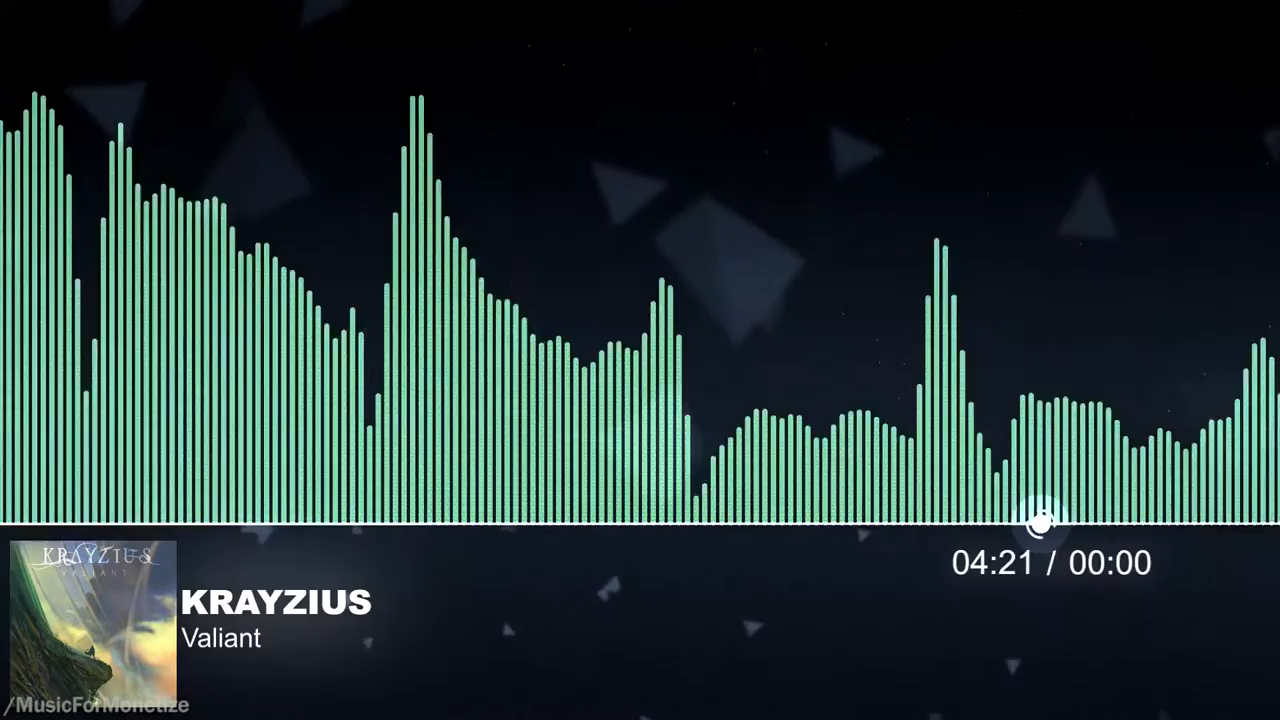 04:21 / 00:00
KRAYZIUS
VALIANT
KRAYZIUS
Valiant
/MusicForMonetize